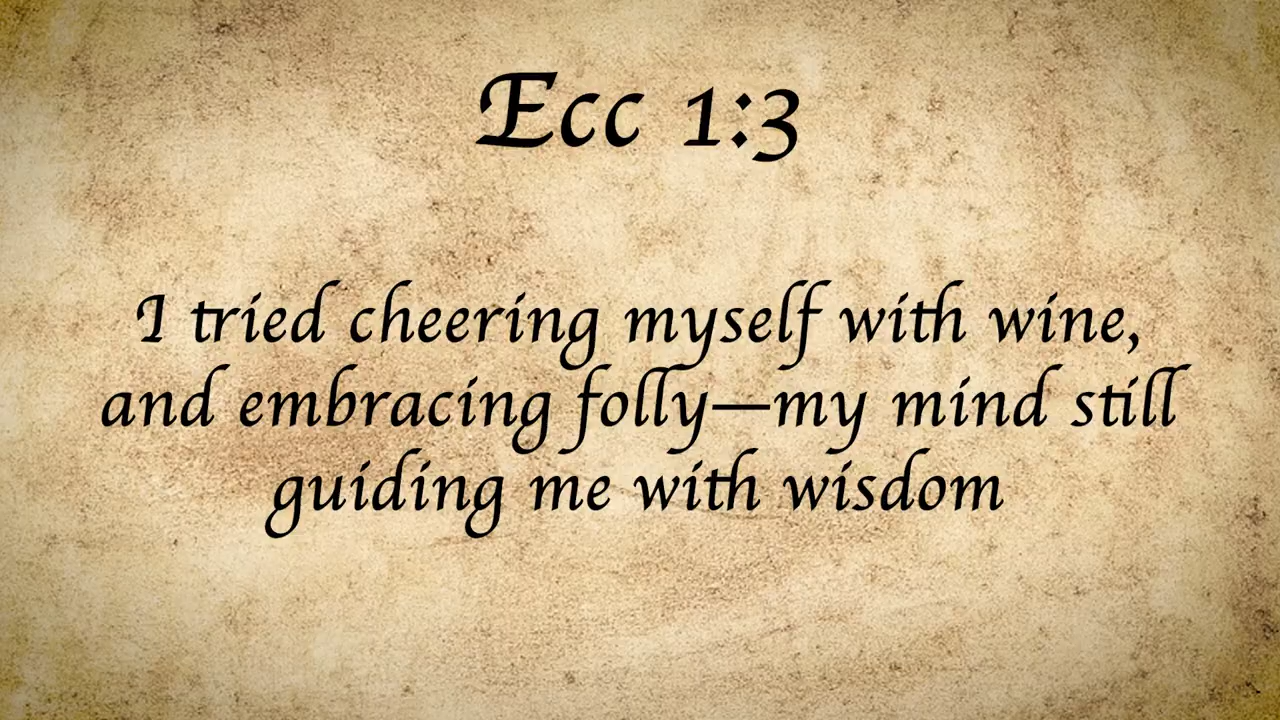 Ecc 1:3
I tried cheering myself with wine,
and embracing folly—my mind still
guiding me with wisdom